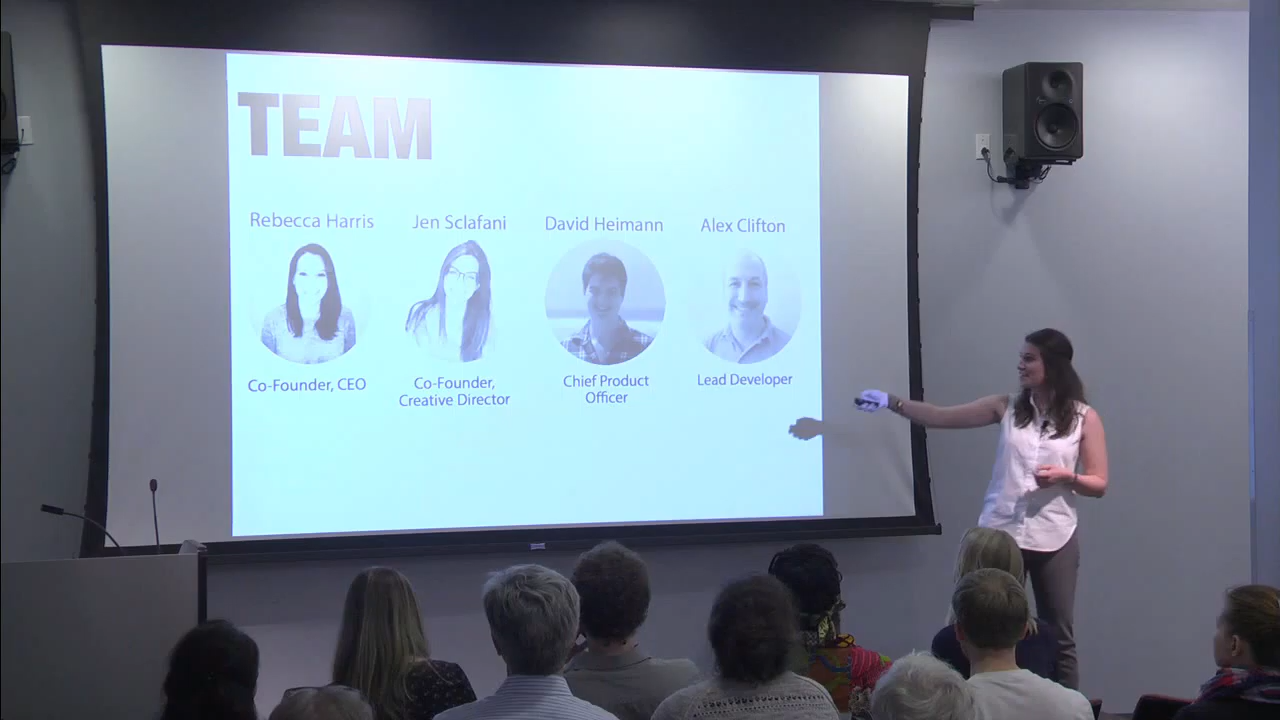 TEAM
Rebecca Harris
Jen Sclafani
David Heimann
Alex Clifton
Co-Founder, CEO
Co-Founder,
Creative Director
Chief Product
Officer
Lead Developer